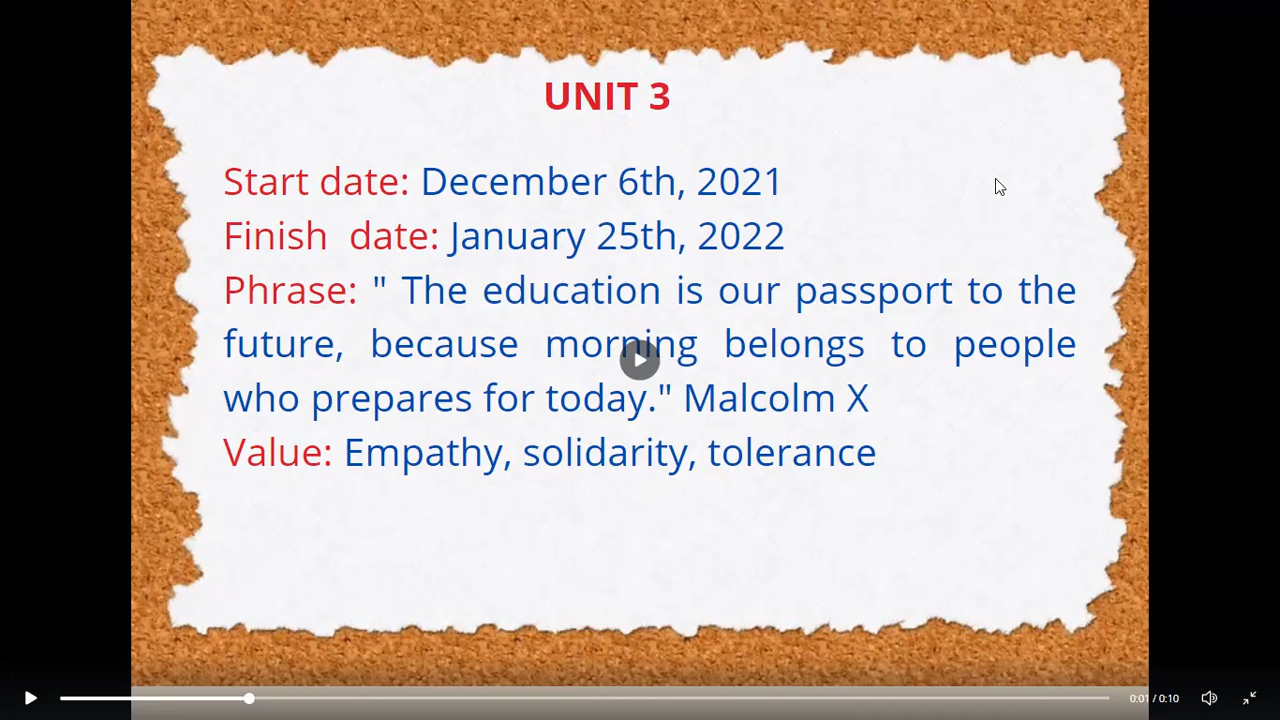 UNIT 3
Start date: December 6th, 2021
Finish date: January 25th, 2022
Phrase: " The education is our passport to the
future, because morning belongs to people
who prepares for today." Malcolm X
Value: Empathy, solidarity, tolerance
0:01 / 0:10